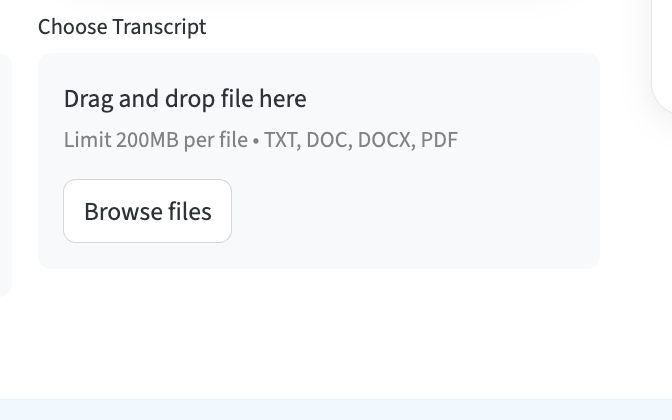 Choose Transcript
Drag and drop file here
Limit 200MB per file • TXT, DOC, DOCX, PDF
Browse files